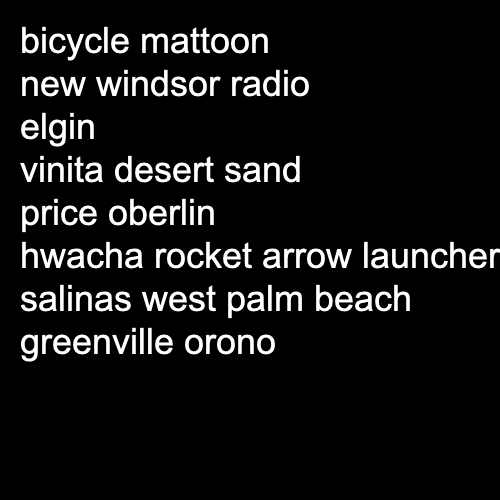 bicycle mattoon
new windsor radio
elgin
vinita desert sand
price oberlin
hwacha rocket arrow launcher
salinas west palm beach
greenville orono